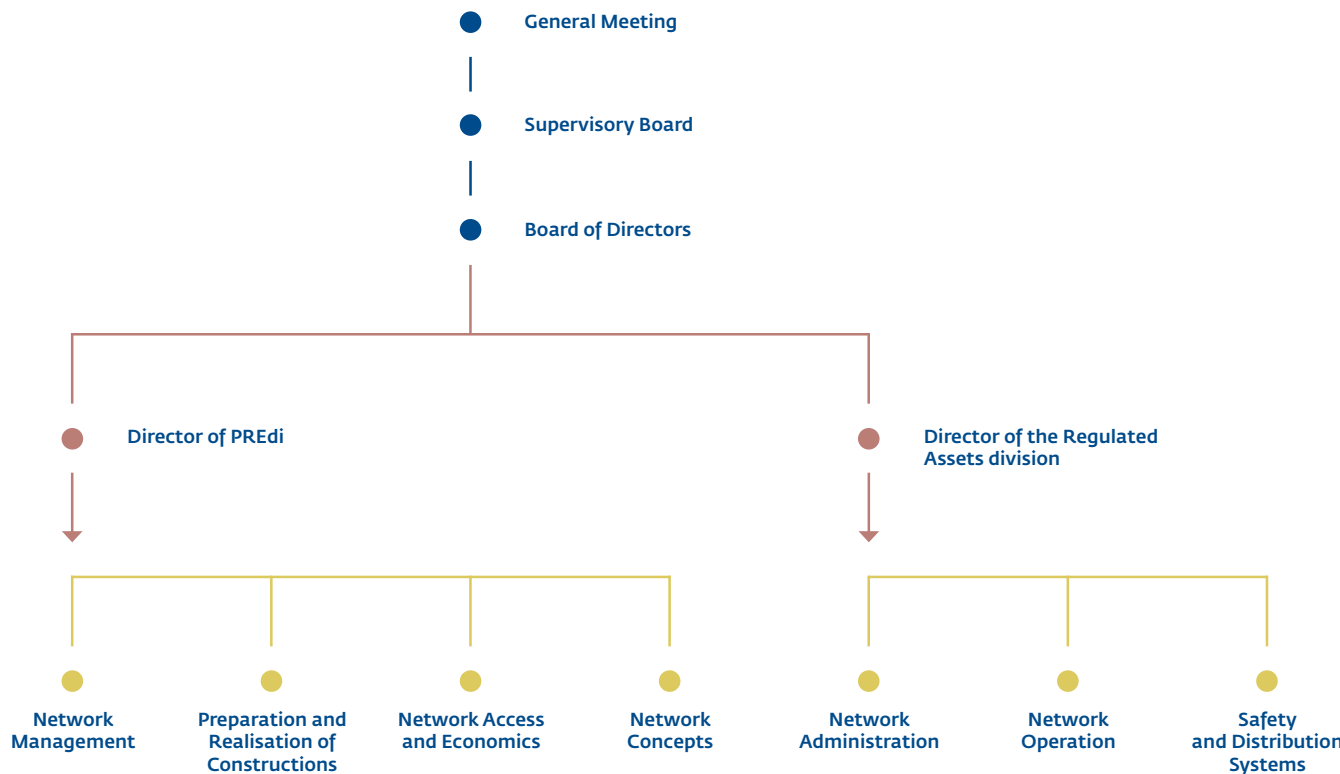 General Meeting
Supervisory Board
Board of Directors
Director of PREdi
Director of the Regulated
Assets division
Network
Management
Preparation and
Realisation of
Constructions
Network Access
and Economics
Network
Concepts
Network
Administration
Network
Operation
Safety
and Distribution
Systems